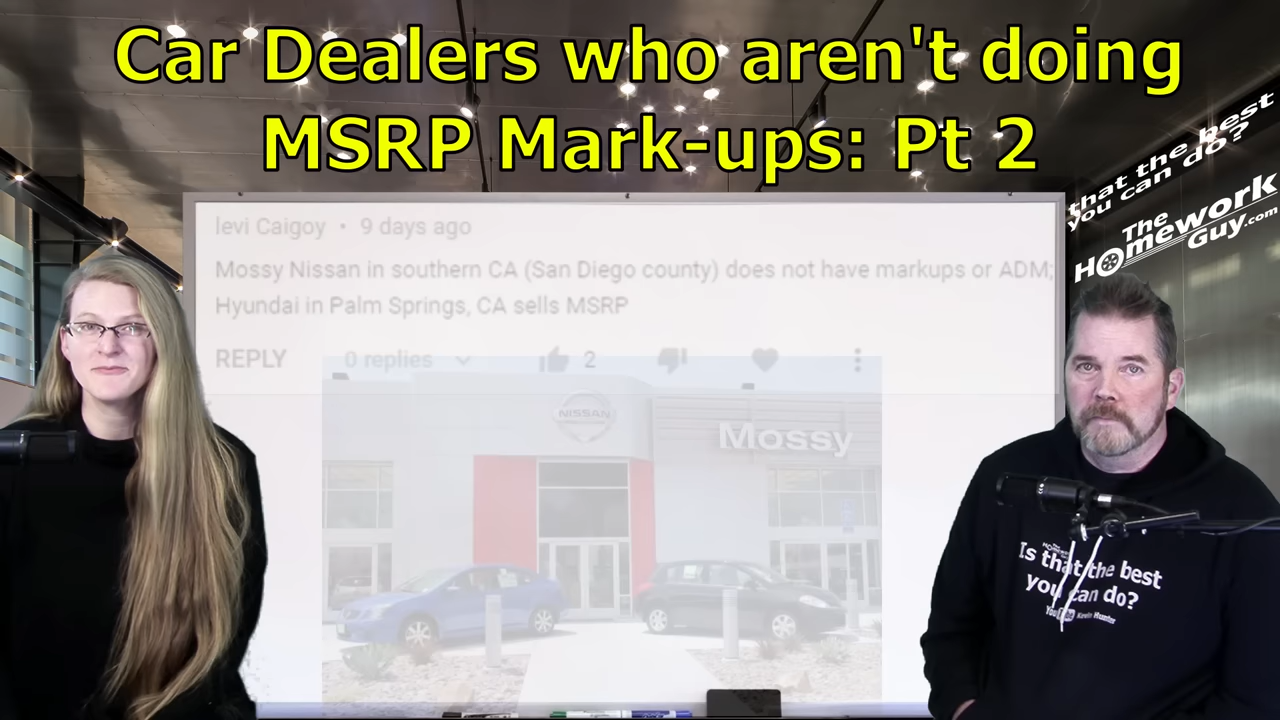 Car Dealers who aren't doing
MSRP Mark-ups: Pt 2
that the best
you can do?
The
Homework
Guy.com
levi Caigoy • 9 days ago
Mossy Nissan in southern CA (San Diego county) does not have markups or ADM;
Hyundai in Palm Springs, CA sells MSRP
REPLY 0 replies 2
NISSAN
Mossy
Is that the best
you can do?
YouTube Kevin Hunter